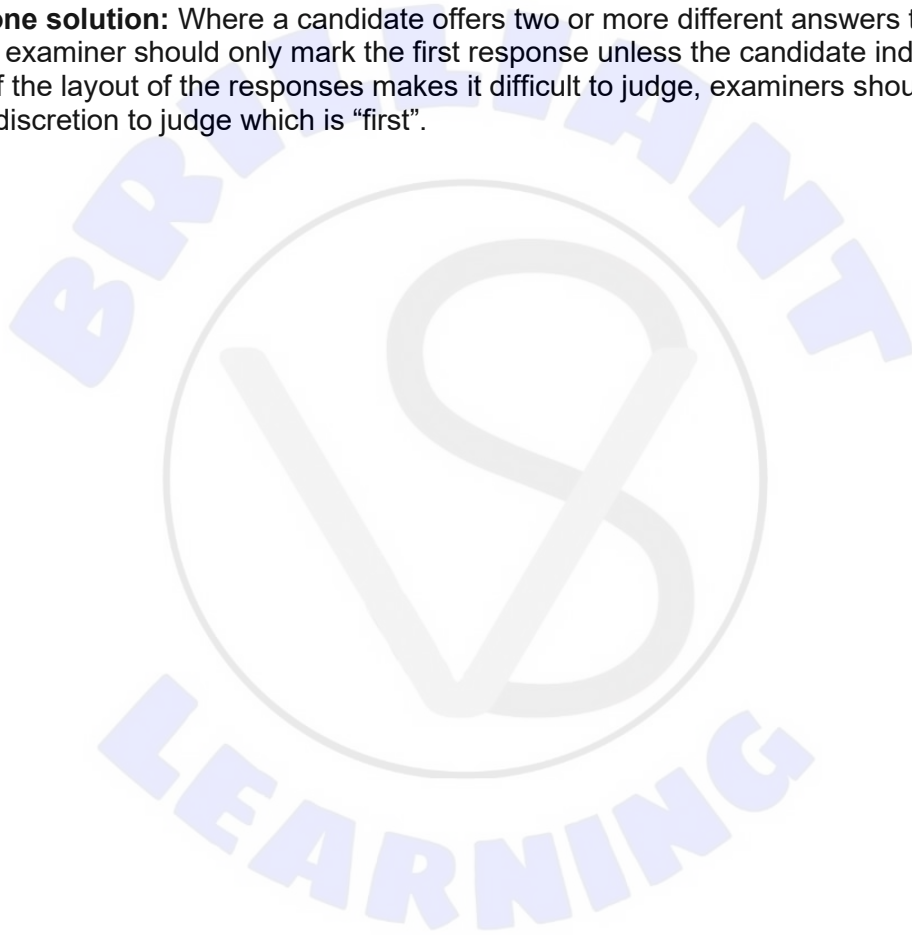 one solution: Where a candidate offers two or more different answers t
examiner should only mark the first response unless the candidate ind
f the layout of the responses makes it difficult to judge, examiners shou
discretion to judge which is “first”.
BRILLIANT
VS
LEARNING